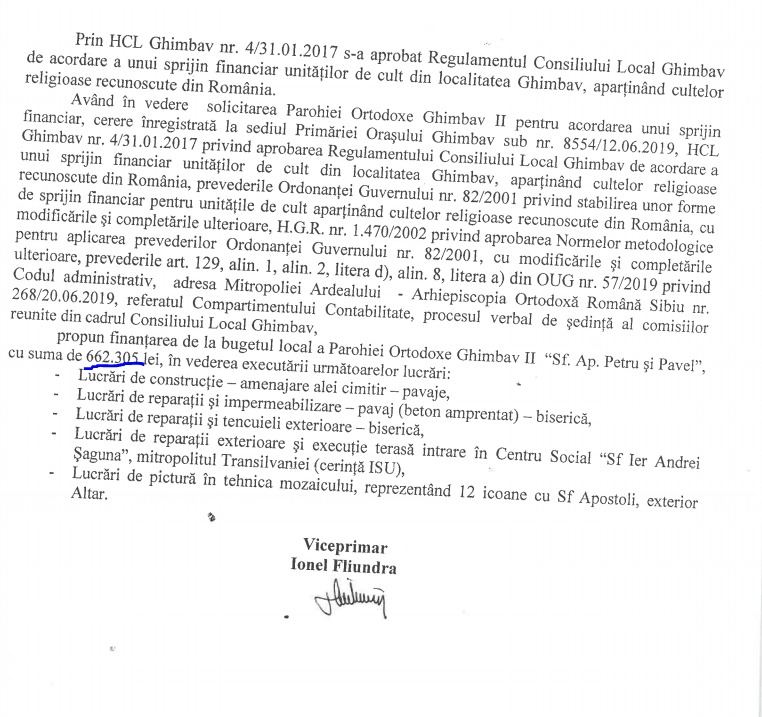 Prin HCL Ghimbav nr. 4/31.01.2017 s-a aprobat Regulamentul Consiliului Local Ghimbav
de acordare a unui sprijin financiar unităților de cult din localitatea Ghimbav, aparținând cultelor
religioase recunoscute din România.
Având în vedere solicitarea Parohiei Ortodoxe Ghimbav II pentru acordarea unui sprijin
financiar, cerere înregistrată la sediul Primăriei Orașului Ghimbav sub nr. 8554/12.06.2019, HCL
Ghimbav nr. 4/31.01.2017 privind aprobarea Regulamentului Consiliului Local Ghimbav de acordare a
unui sprijin financiar unităților de cult din localitatea Ghimbav, aparținând cultelor religioase
recunoscute din România, prevederile Ordonanței Guvernului nr. 82/2001 privind stabilirea unor forme
de sprijin financiar pentru unitățile de cult aparținând cultelor religioase recunoscute din România, cu
modificările și completările ulterioare, H.G.R. nr. 1.470/2002 privind aprobarea Normelor metodologice
pentru aplicarea prevederilor Ordonanței Guvernului nr. 82/2001, cu modificările și completările
ulterioare, prevederile art. 129, alin. 1, alin. 2, litera d), alin. 8, litera a) din OUG nr. 57/2019 privind
Codul administrativ, adresa Mitropoliei Ardealului - Arhiepiscopia Ortodoxă Română Sibiu nr.
268/20.06.2019, referatul Compartimentului Contabilitate, procesul verbal de ședință al comisiilor
reunite din cadrul Consiliului Local Ghimbav,
propun finanțarea de la bugetul local a Parohiei Ortodoxe Ghimbav II “Sf. Ap. Petru și Pavel”,
cu suma de 662.305 lei, în vederea executării următoarelor lucrări:
- Lucrări de construcție – amenajare alei cimitir – pavaje,
- Lucrări de reparații și impermeabilizare – pavaj (beton amprentat) – biserică,
- Lucrări de reparații și tencuieli exterioare – biserică,
- Lucrări de reparații exterioare și execuție terasă intrare în Centru Social “Sf Ier Andrei
Șaguna”, mitropolitul Transilvaniei (cerință ISU),
- Lucrări de pictură în tehnica mozaicului, reprezentând 12 icoane cu Sf Apostoli, exterior
Altar.
Viceprimar
Ionel Fliundra